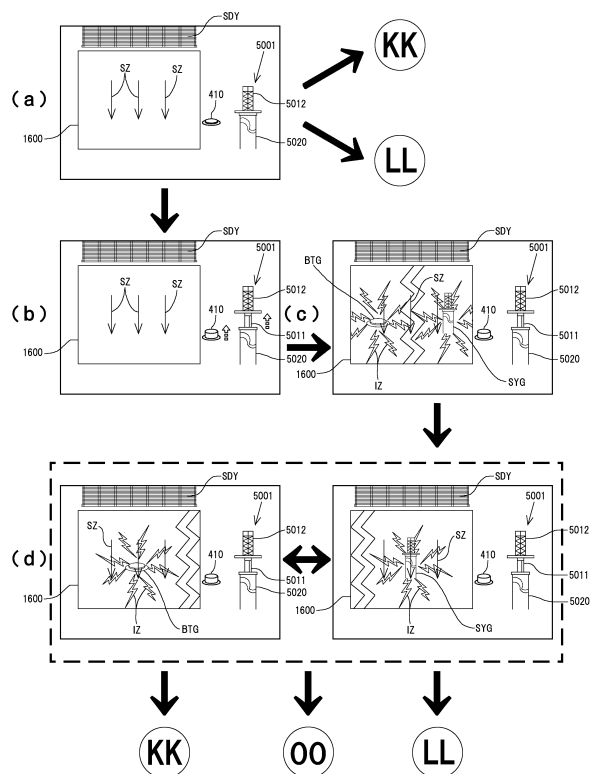 SDY
5001
SZ SZ
410
5012
(a)
1600
5020
KK
LL
SDY
5001
SZ SZ
5012
410
(b)
5011
1600
5020
SDY
BTG
SZ
5001
5012
410
(c)
5011
5020
1600
IZ
SYG
SDY
5001
SZ
5012
410
(d)
5011
1600
5020
IZ
BTG
SDY
5001
5012
SZ
410
5011
5020
1600
IZ
SYG
KK
OO
LL